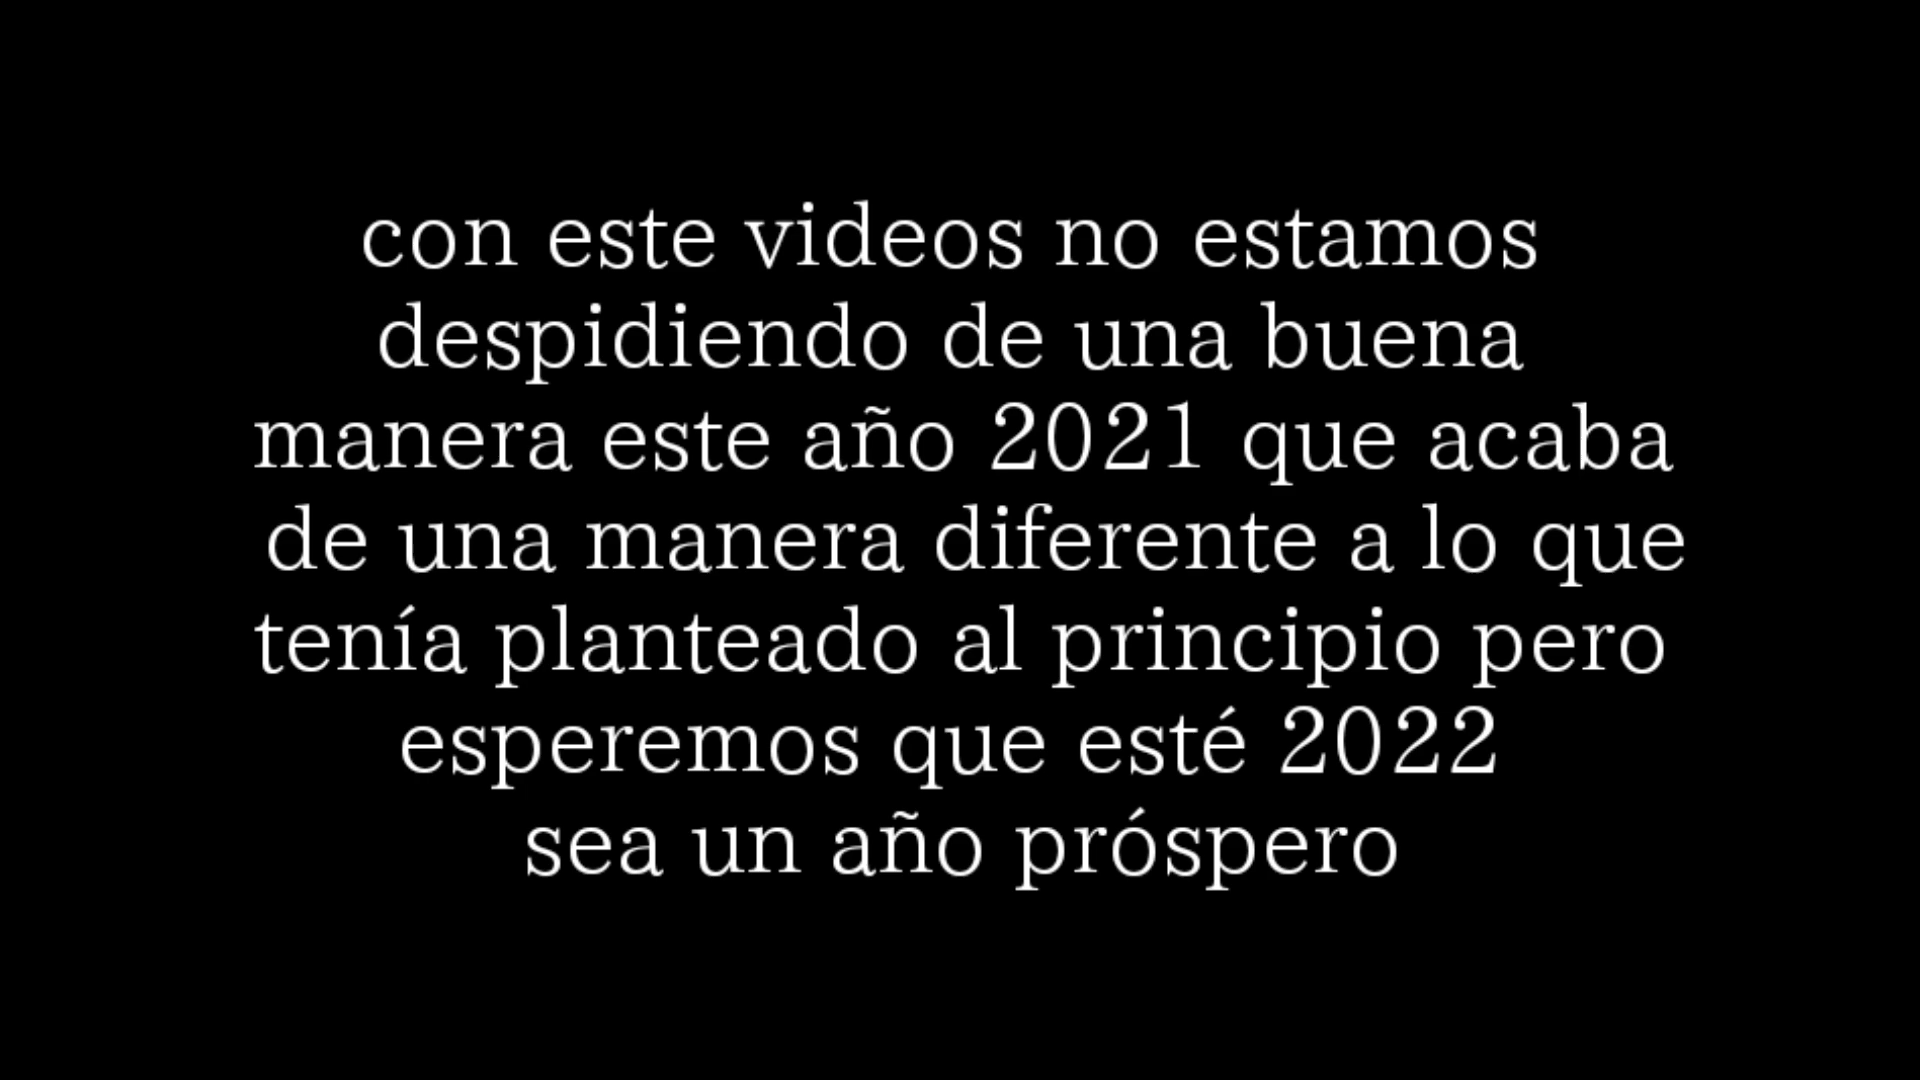 con este videos no estamos
despidiendo de una buena
manera este año 2021 que acaba
de una manera diferente a lo que
tenía planteado al principio pero
esperemos que esté 2022
sea un año próspero